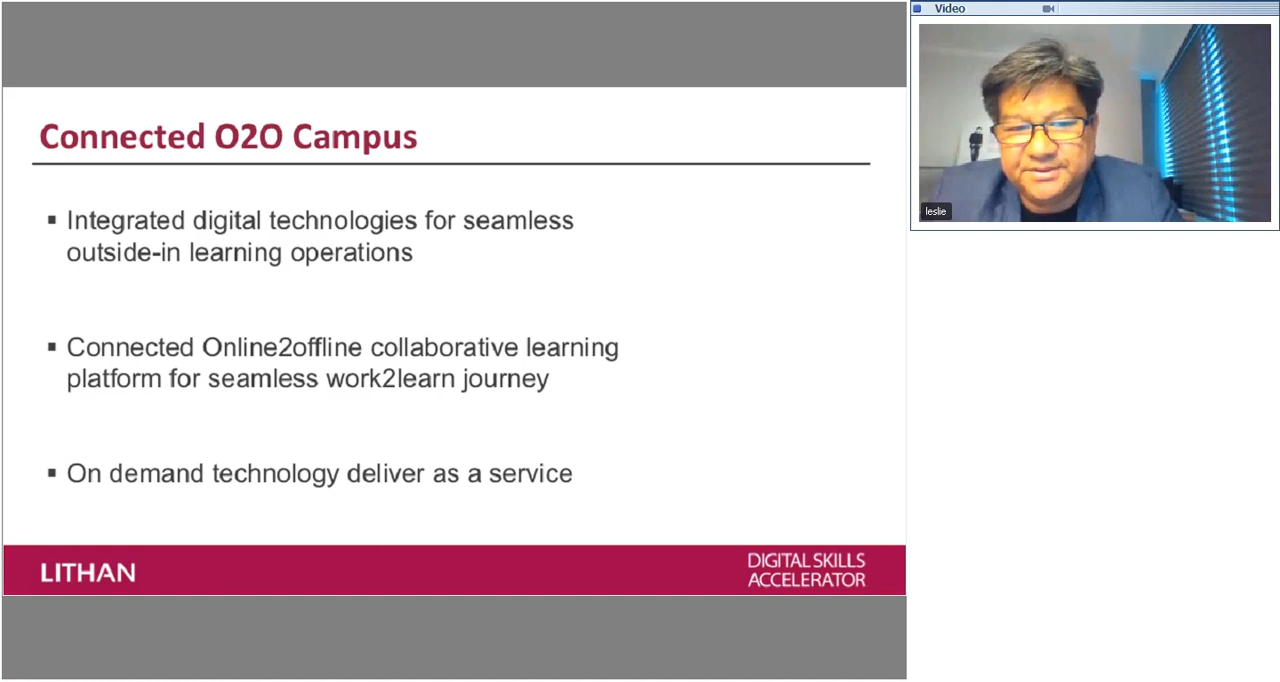 Video
Connected O2O Campus
leslie
▪ Integrated digital technologies for seamless
outside-in learning operations
▪ Connected Online2offline collaborative learning
platform for seamless work2learn journey
▪ On demand technology deliver as a service
LITHAN
DIGITAL SKILLS
ACCELERATOR